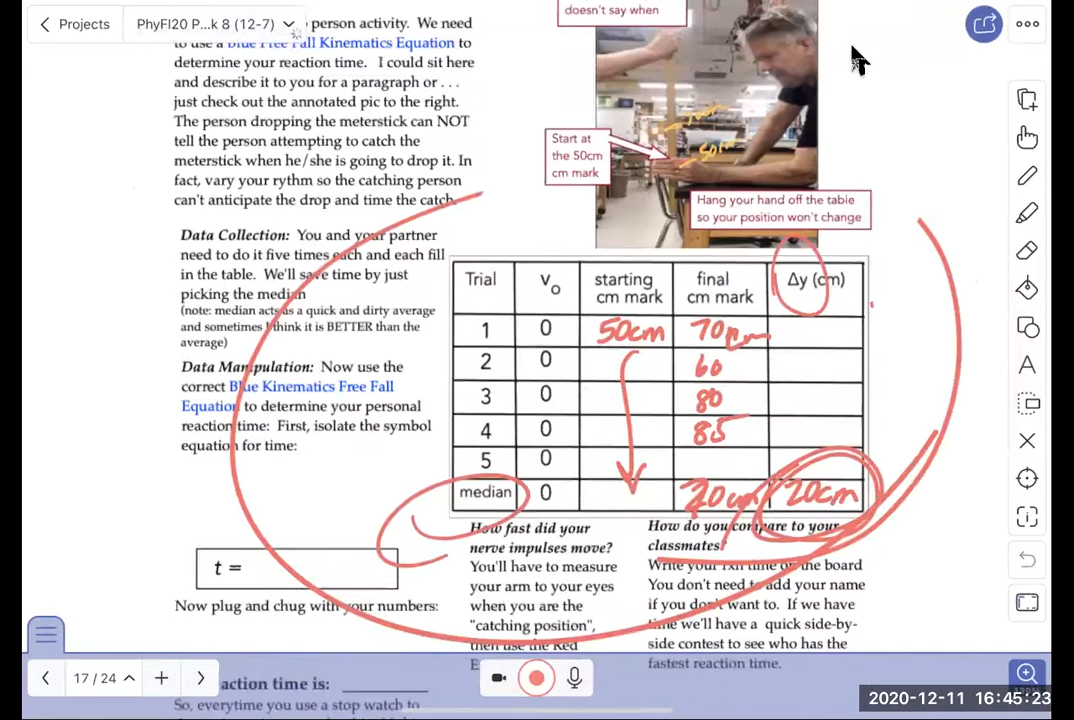 Projects
PhyFl20 P...k 8 (12-7)
person activity. We need
to use a Blue Free Fall Kinematics Equation to
determine your reaction time. I could sit here
and describe it to you for a paragraph or . . .
just check out the annotated pic to the right.
The person dropping the meterstick can NOT
tell the person attempting to catch the
meterstick when he/she is going to drop it. In
fact, vary your rythm so the catching person
can't anticipate the drop and time the catch.
doesn't say when
50cm
Start at
the 50cm
cm mark
Hang your hand off the table
so your position won't change
Data Collection: You and your partner
need to do it five times each and each fill
in the table. We'll save time by just
picking the median
(note: median acts as a quick and dirty average
and sometimes I think it is BETTER than the
average)
Data Manipulation: Now use the
correct Blue Kinematics Free Fall
Equation to determine your personal
reaction time: First, isolate the symbol
equation for time:
t =
Now plug and chug with your numbers:
Trial vo starting cm mark final cm mark Δy (cm)
1 0 50cm 70cm
2 0 60
3 0 80
4 0 85
5 0
median 0 70cm 20cm
How fast did your
nerve impulses move?
You'll have to measure
your arm to your eyes
when you are the
"catching position",
then use the Red
How do you compare to your
classmates?
Write your rxn time on the board
You don't need to add your name
if you don't want to. If we have
time we'll have a quick side-by-
side contest to see who has the
fastest reaction time.
action time is:
So, everytime you use a stop watch to
17 / 24
2020-12-11 16:45:23